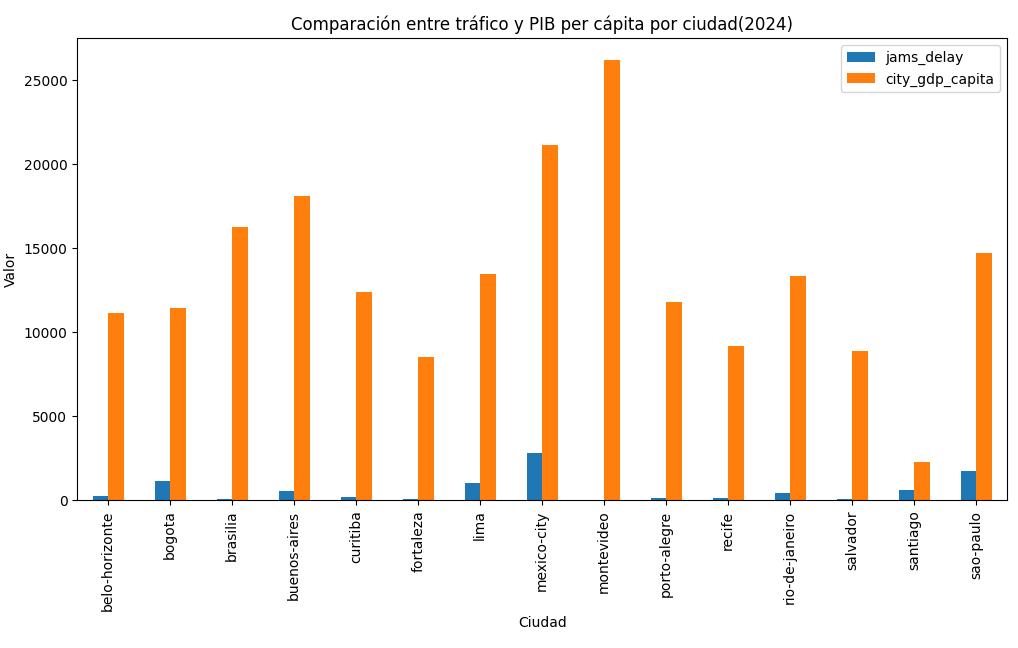 Comparación entre tráfico y PIB per cápita por ciudad(2024)
jams_delay
city_gdp_capita
Valor
25000
20000
15000
10000
5000
0
belo-horizonte
bogota
brasilia
buenos-aires
curitiba
fortaleza
lima
mexico-city
montevideo
porto-alegre
recife
rio-de-janeiro
salvador
santiago
sao-paulo
Ciudad